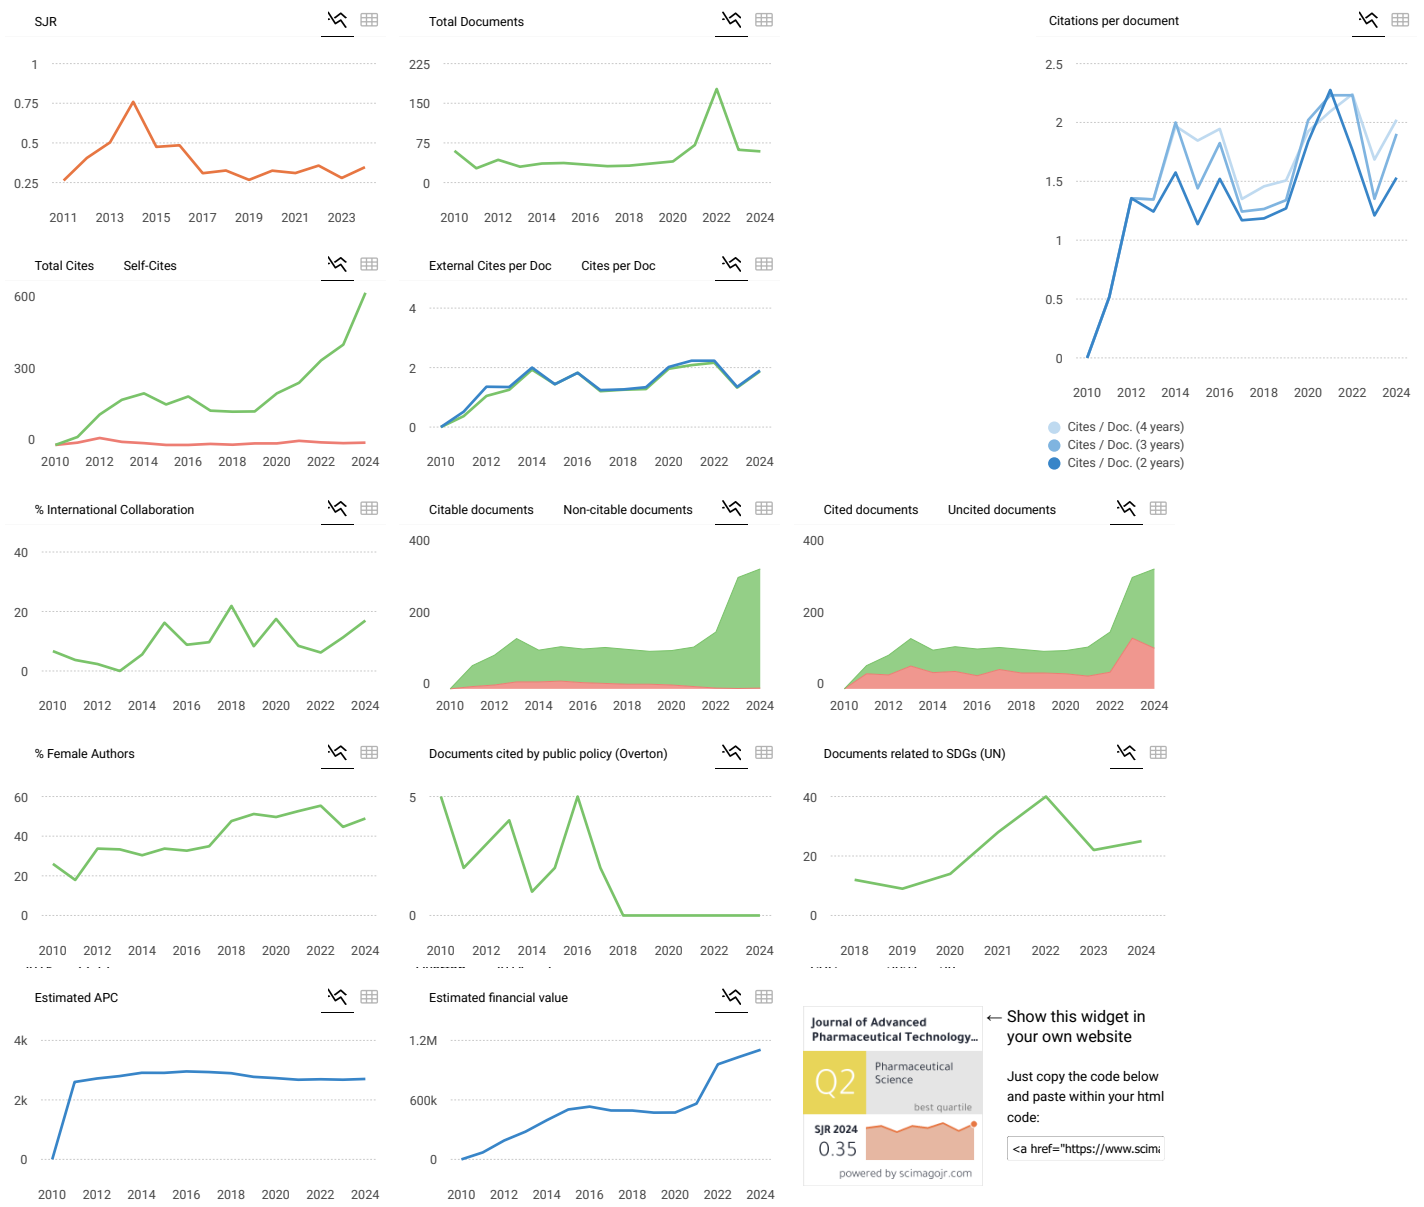 SJR
1
0.75
0.5
0.25
2011 2013 2015 2017 2019 2021 2023
Total Documents
225
150
75
0
2010 2012 2014 2016 2018 2020 2022 2024
Citations per document
2.5
2
1.5
1
0.5
0
2010 2012 2014 2016 2018 2020 2022 2024
Cites / Doc. (4 years)
Cites / Doc. (3 years)
Cites / Doc. (2 years)
Total Cites Self-Cites
600
300
0
2010 2012 2014 2016 2018 2020 2022 2024
External Cites per Doc Cites per Doc
4
2
0
2010 2012 2014 2016 2018 2020 2022 2024
% International Collaboration
40
20
0
2010 2012 2014 2016 2018 2020 2022 2024
Citable documents Non-citable documents
400
200
0
2010 2012 2014 2016 2018 2020 2022 2024
Cited documents Uncited documents
400
200
0
2010 2012 2014 2016 2018 2020 2022 2024
% Female Authors
60
40
20
0
2010 2012 2014 2016 2018 2020 2022 2024
Documents cited by public policy (Overton)
5
0
2010 2012 2014 2016 2018 2020 2022 2024
Documents related to SDGs (UN)
40
20
0
2018 2019 2020 2021 2022 2023 2024
Estimated APC
4k
2k
0
2010 2012 2014 2016 2018 2020 2022 2024
Estimated financial value
1.2M
600k
0
2010 2012 2014 2016 2018 2020 2022 2024
Journal of Advanced
Pharmaceutical Technology...
Q2
Pharmaceutical
Science
best quartile
SJR 2024
0.35
powered by scimagojr.com
← Show this widget in
your own website
Just copy the code below
and paste within your html
code:
<a href="https://www.scima